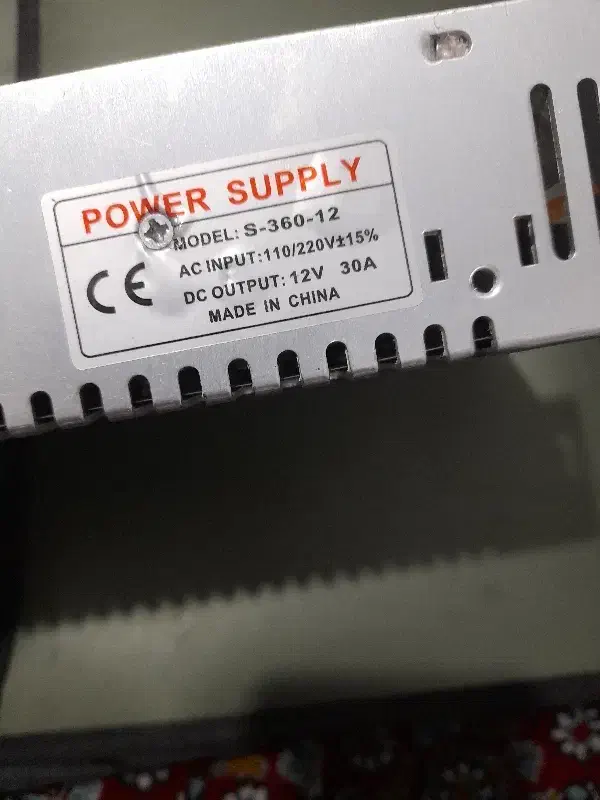 POWER SUPPLY
MODEL: S-360-12
AC INPUT:110/220V±15%
CE
DC OUTPUT: 12V 30A
MADE IN CHINA